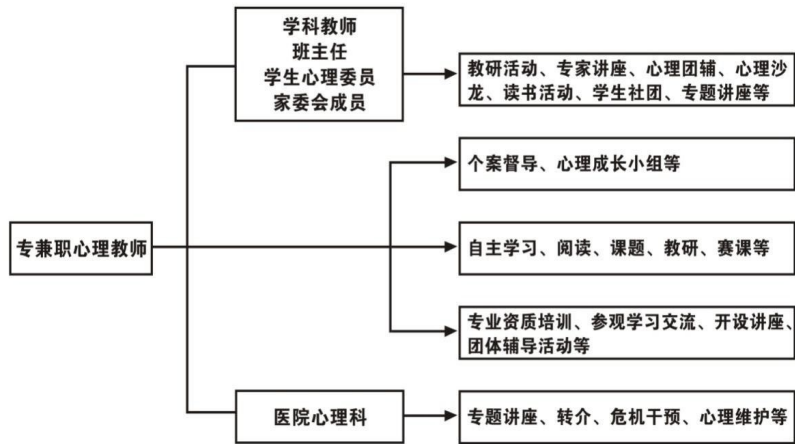 学科教师
班主任
学生心理委员
家委会成员
教研活动、专家讲座、心理团辅、心理沙
龙、读书活动、学生社团、专题讲座等
个案督导、心理成长小组等
专兼职心理教师
自主学习、阅读、课题、教研、赛课等
专业资质培训、参观学习交流、开设讲座、
团体辅导活动等
医院心理科
专题讲座、转介、危机干预、心理维护等